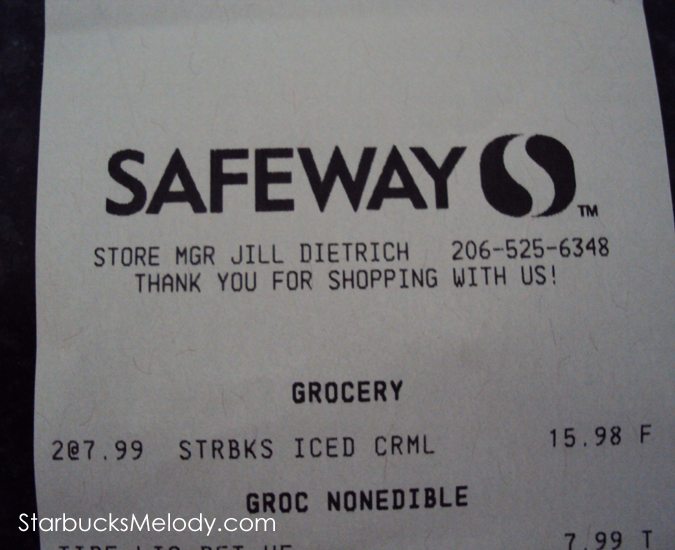 SAFEWAY ™
STORE MGR JILL DIETRICH 206-525-6348
THANK YOU FOR SHOPPING WITH US!
GROCERY
2@7.99 STRBKS ICED CRML 15.98 F
GROC NONEDIBLE
7.99 T
StarbucksMelody.com